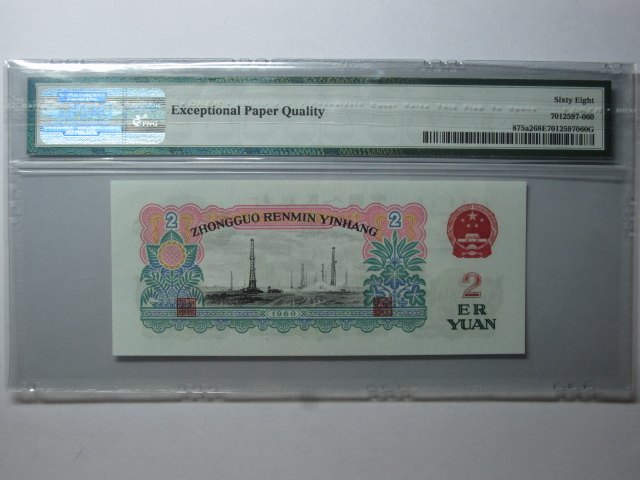 Exceptional Paper Quality
Sixty Eight
7012597-060
875a268E7012597060G
2
2
ZHONGGUO RENMIN YINHANG
1960
2
ER
YUAN